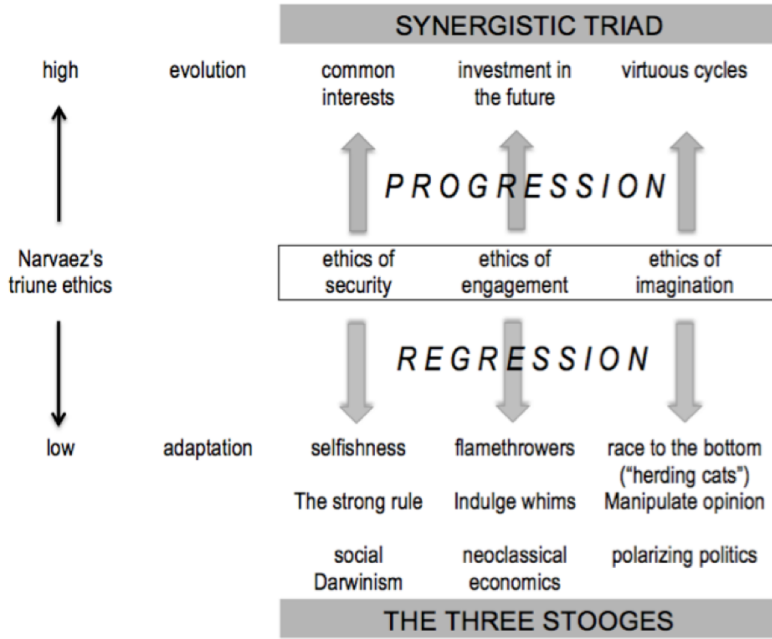 SYNERGISTIC TRIAD
high evolution common interests investment in the future virtuous cycles
PROGRESSION
Narvaez's triune ethics ethics of security ethics of engagement ethics of imagination
REGRESSION
low adaptation selfishness flamethrowers race to the bottom ("herding cats")
The strong rule Indulge whims Manipulate opinion
social Darwinism neoclassical economics polarizing politics
THE THREE STOOGES